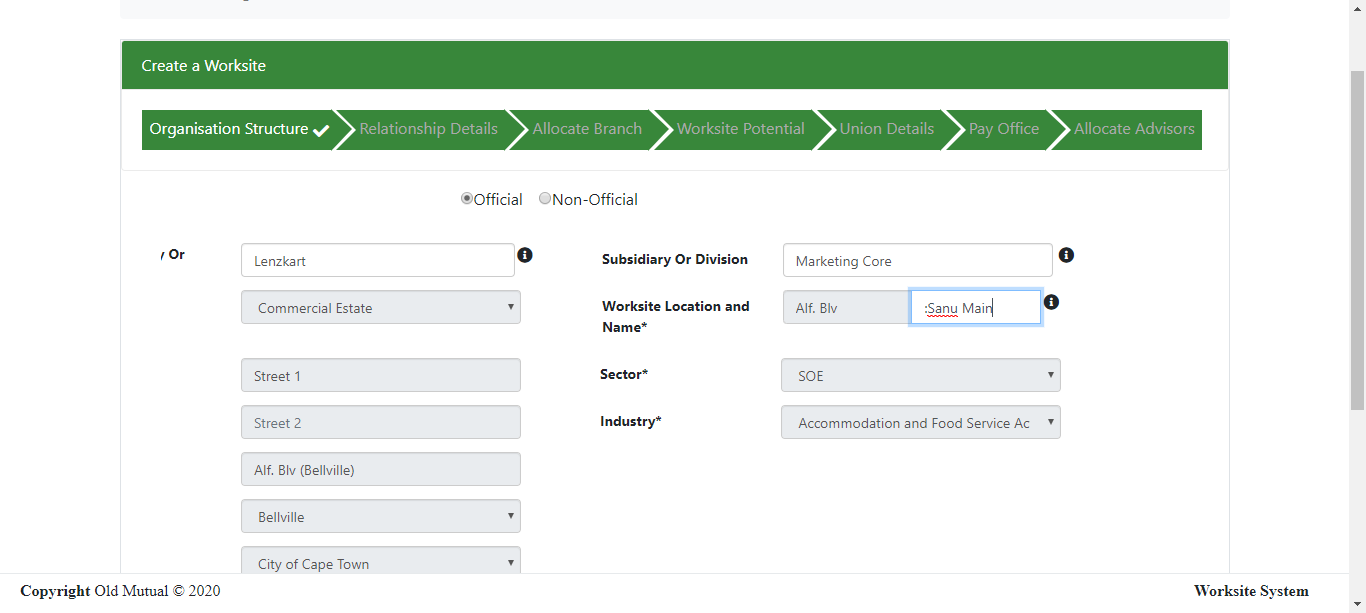 Create a Worksite
Organisation Structure Relationship Details Allocate Branch Worksite Potential Union Details Pay Office Allocate Advisors
Official Non-Official
y Or Lenzkart Subsidiary Or Division Marketing Core
Commercial Estate Worksite Location and Name* Alf. Blv :Sanu Main
Street 1 Sector* SOE
Street 2 Industry* Accommodation and Food Service Ac
Alf. Blv (Bellville)
Bellville
City of Cape Town
Copyright Old Mutual © 2020 Worksite System